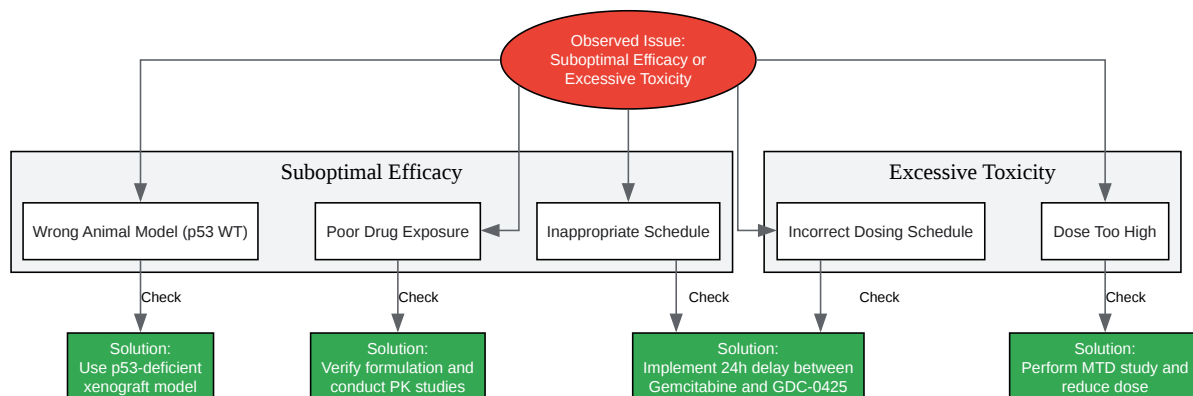 Observed Issue:
Suboptimal Efficacy or
Excessive Toxicity
Suboptimal Efficacy
Excessive Toxicity
Wrong Animal Model (p53 WT)
Poor Drug Exposure
Inappropriate Schedule
Incorrect Dosing Schedule
Dose Too High
Check
Check
Check
Check
Check
Solution:
Use p53-deficient
xenograft model
Solution:
Verify formulation and
conduct PK studies
Solution:
Implement 24h delay between
Gemcitabine and GDC-0425
Solution:
Perform MTD study and
reduce dose